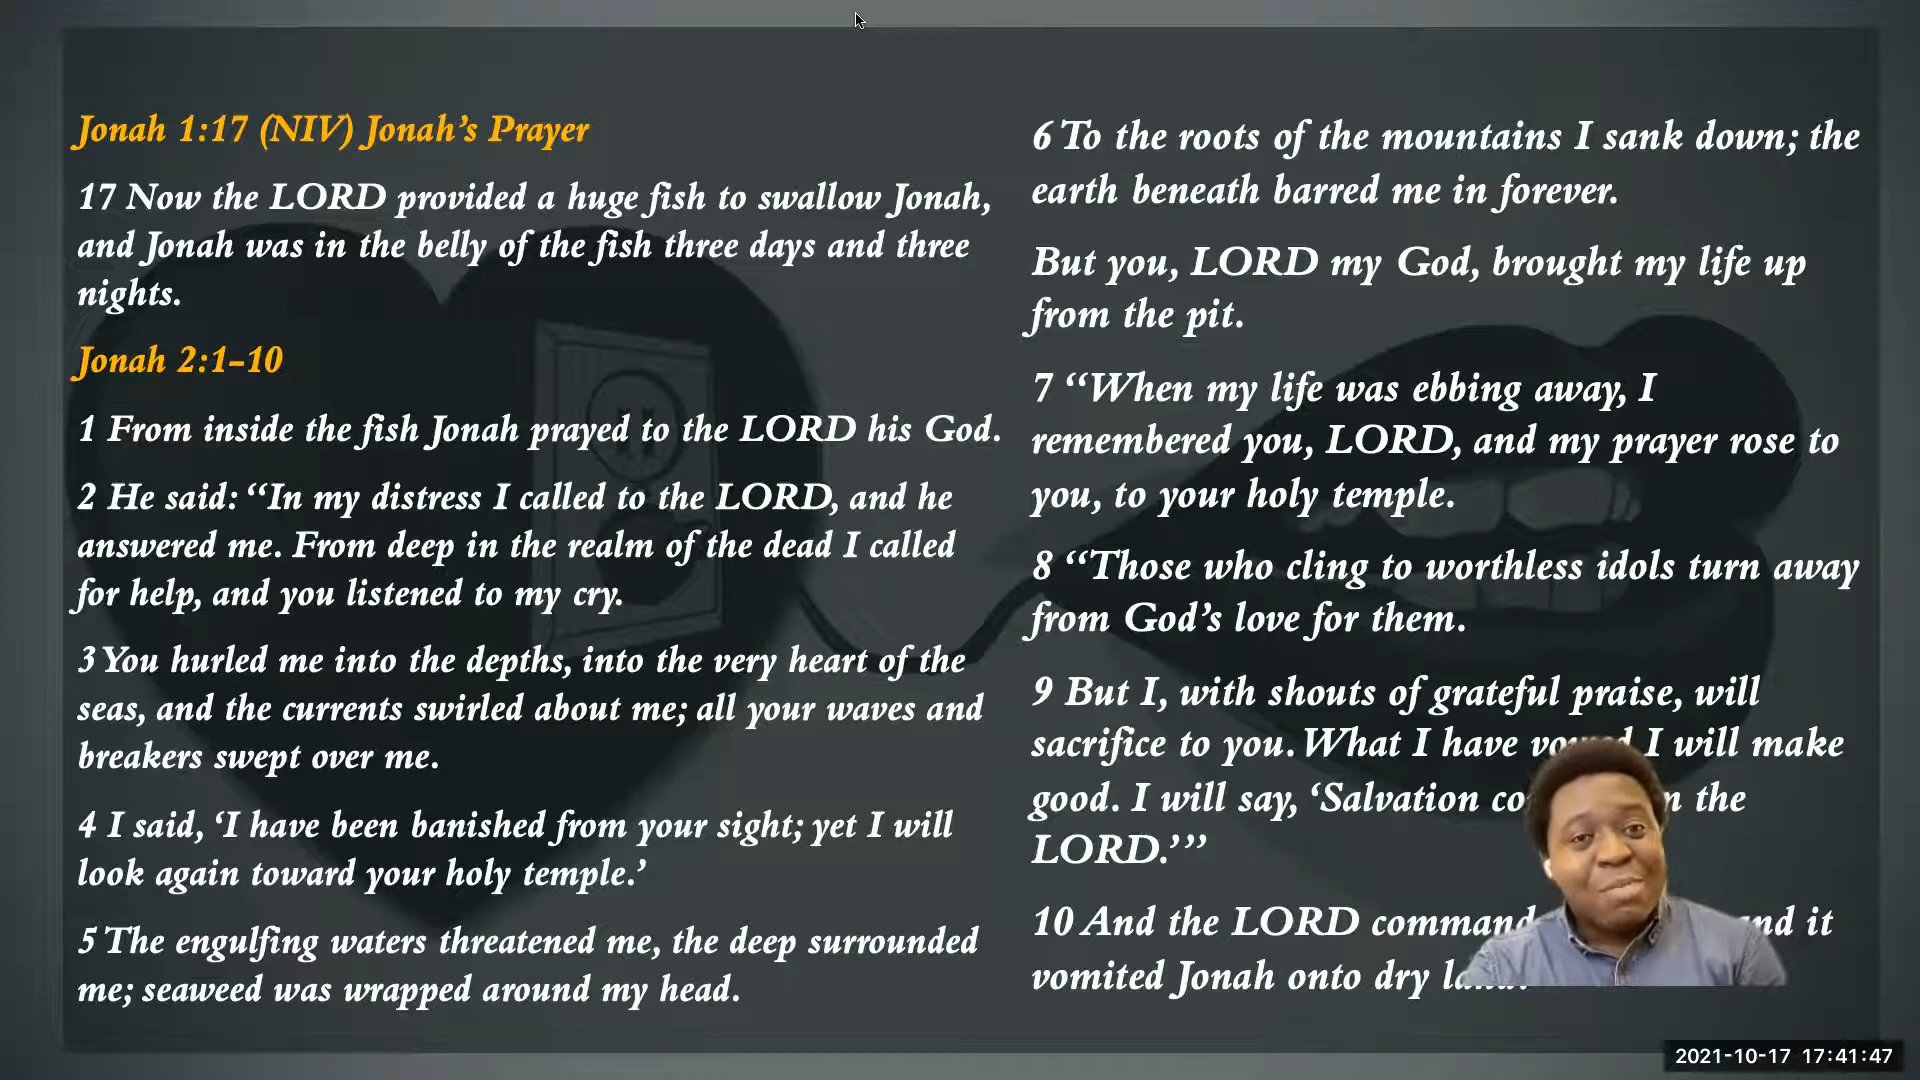 Jonah 1:17 (NIV) Jonah’s Prayer
17 Now the LORD provided a huge fish to swallow Jonah,
and Jonah was in the belly of the fish three days and three
nights.
Jonah 2:1-10
1 From inside the fish Jonah prayed to the LORD his God.
2 He said: “In my distress I called to the LORD, and he
answered me. From deep in the realm of the dead I called
for help, and you listened to my cry.
3 You hurled me into the depths, into the very heart of the
seas, and the currents swirled about me; all your waves and
breakers swept over me.
4 I said, ‘I have been banished from your sight; yet I will
look again toward your holy temple.’
5 The engulfing waters threatened me, the deep surrounded
me; seaweed was wrapped around my head.
6 To the roots of the mountains I sank down; the
earth beneath barred me in forever.
But you, LORD my God, brought my life up
from the pit.
7 “When my life was ebbing away, I
remembered you, LORD, and my prayer rose to
you, to your holy temple.
8 “Those who cling to worthless idols turn away
from God’s love for them.
9 But I, with shouts of grateful praise, will
sacrifice to you. What I have I will make
good. I will say, ‘Salvation the
LORD.’”
10 And the LORD it
vomited Jonah onto dry
2021-10-17 17:41:47